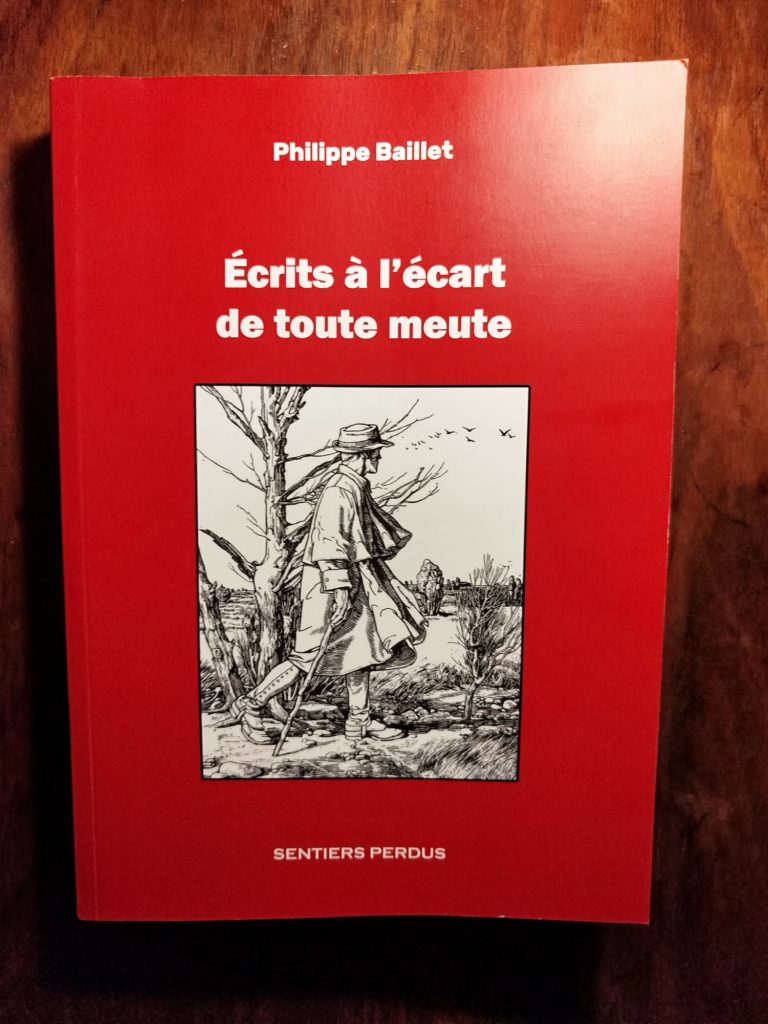 Philippe Baillet
Écrits à l'écart
de toute meute
SENTIERS PERDUS